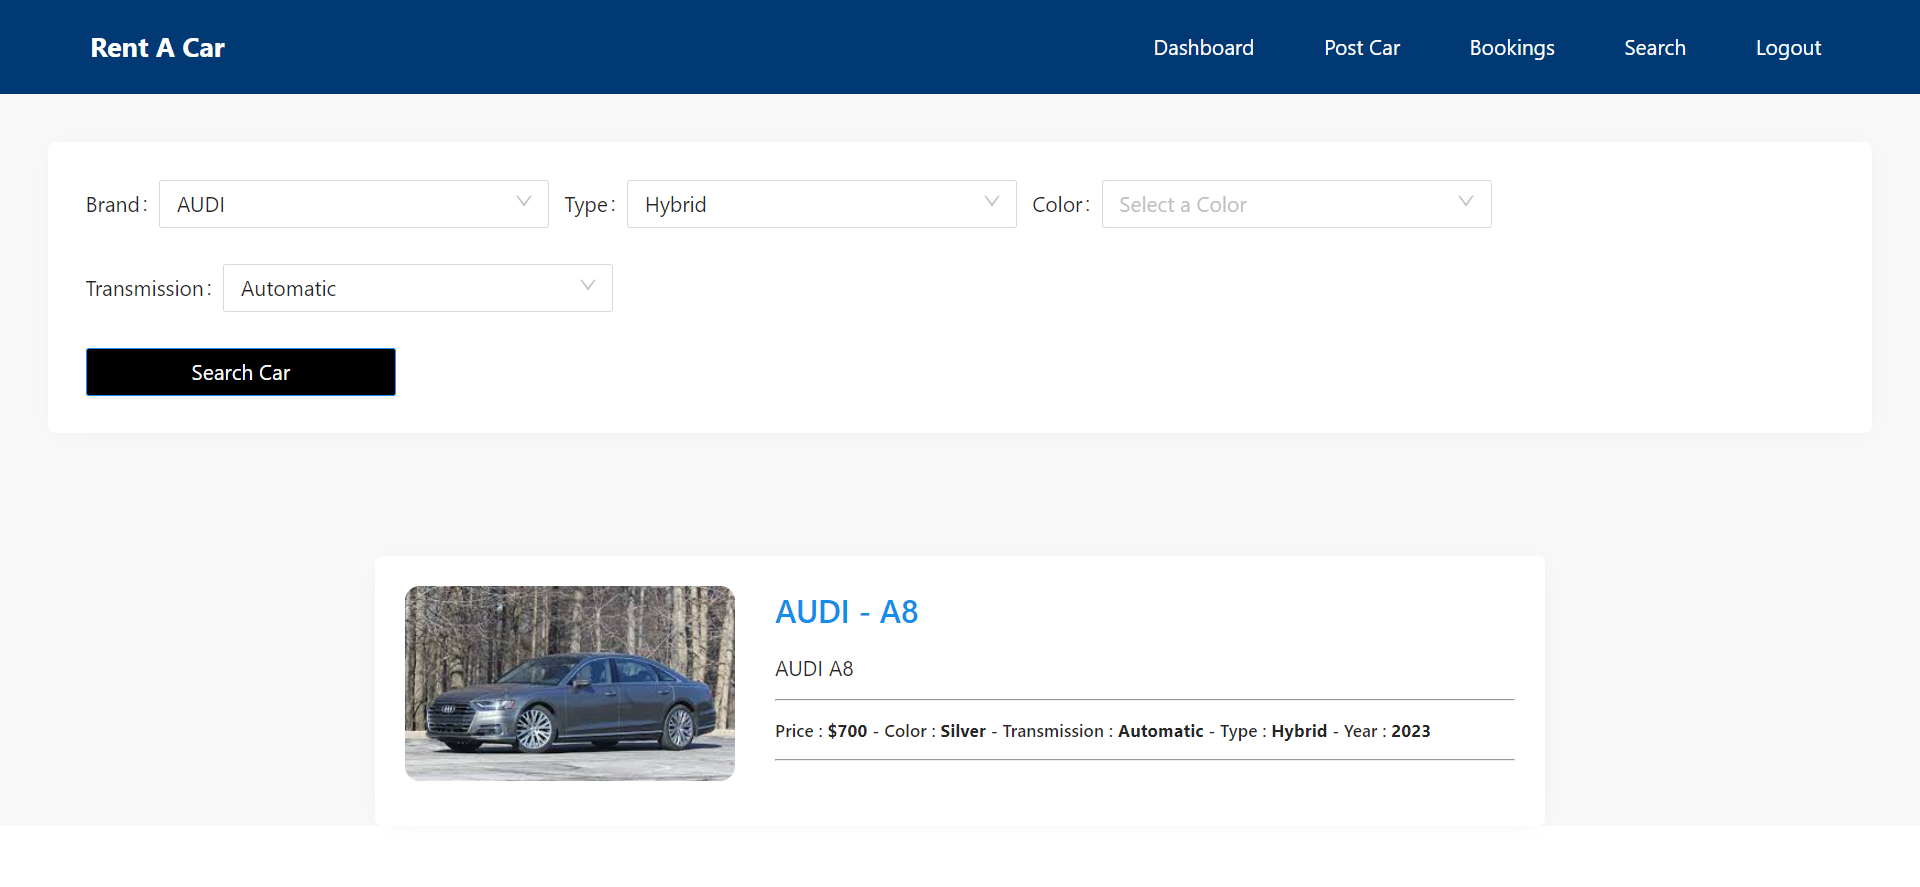 Rent A Car Dashboard Post Car Bookings Search Logout
Brand: AUDI Type: Hybrid Color: Select a Color
Transmission: Automatic
Search Car
AUDI - A8
AUDI A8
Price : $700 - Color : Silver - Transmission : Automatic - Type : Hybrid - Year : 2023